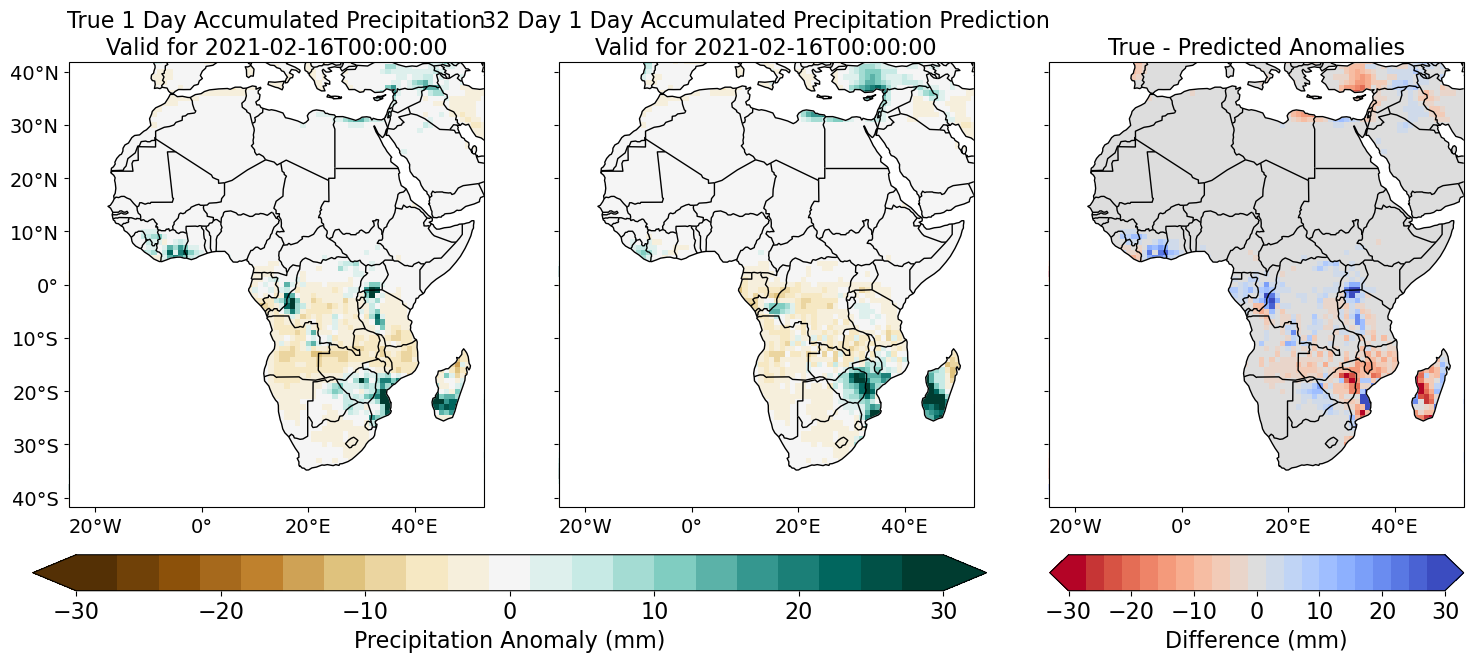 True 1 Day Accumulated Precipitation
Valid for 2021-02-16T00:00:00
32 Day 1 Day Accumulated Precipitation Prediction
Valid for 2021-02-16T00:00:00
True - Predicted Anomalies
40°N
30°N
20°N
10°N
0°
10°S
20°S
30°S
40°S
20°W 0° 20°E 40°E
20°W 0° 20°E 40°E
20°W 0° 20°E 40°E
−30 −20 −10 0 10 20 30
Precipitation Anomaly (mm)
−30 −20 −10 0 10 20 30
Difference (mm)